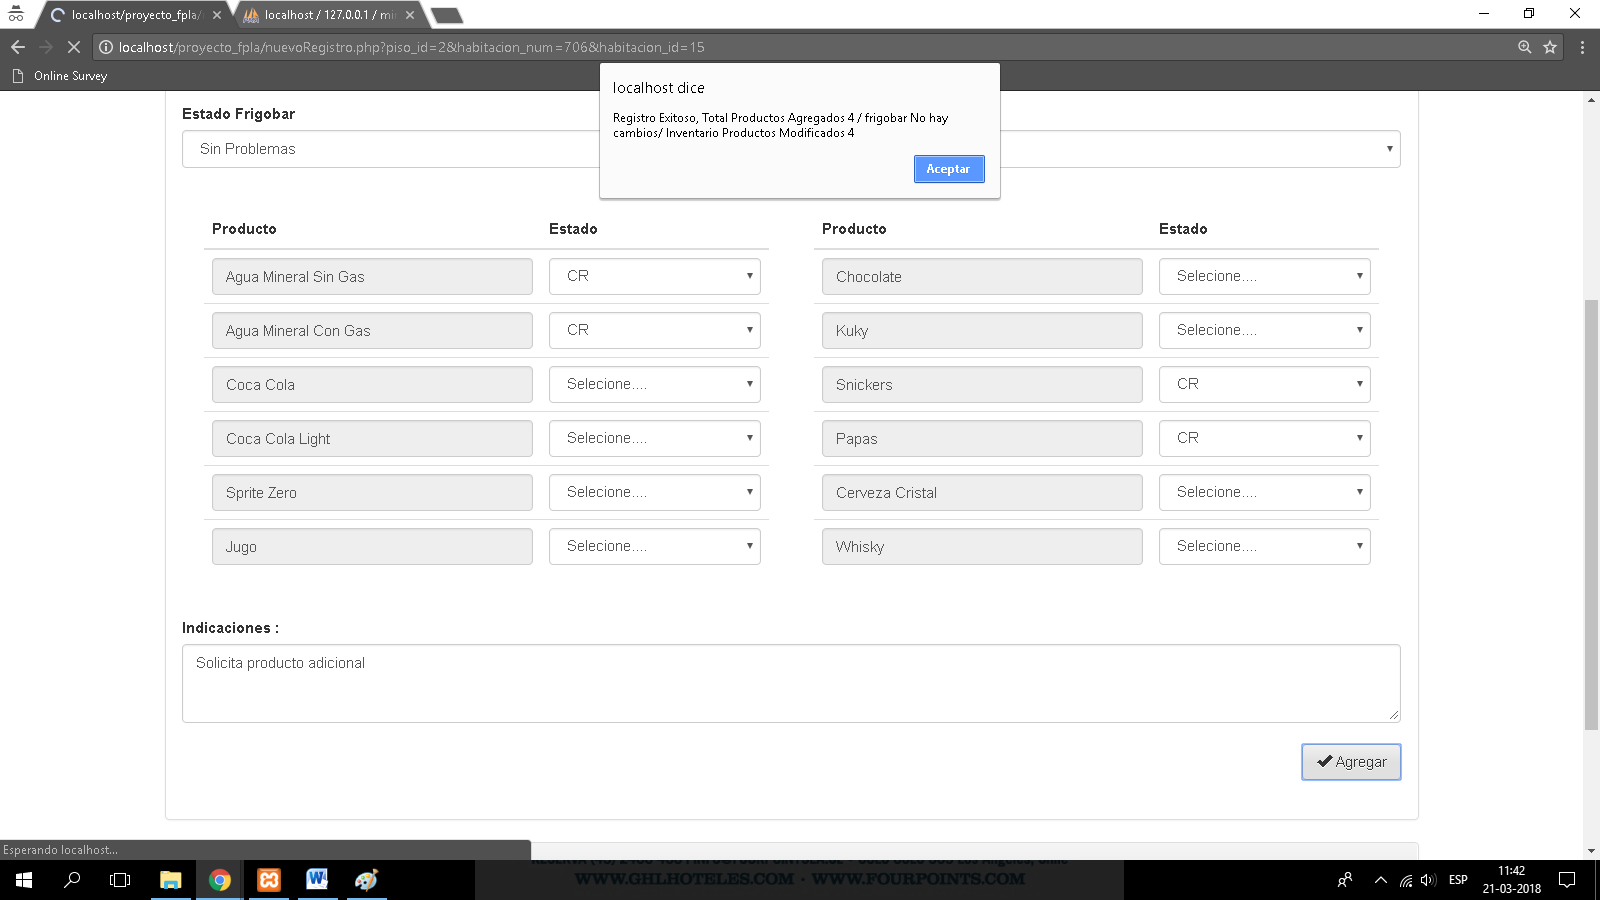 localhost/proyecto_fpla/
localhost / 127.0.0.1 / mi
localhost/proyecto_fpla/nuevoRegistro.php?piso_id=2&habitacion_num=706&habitacion_id=15
Online Survey
localhost dice
Registro Exitoso, Total Productos Agregados 4 / frigobar No hay
cambios/ Inventario Productos Modificados 4
Aceptar
Estado Frigobar
Sin Problemas
Producto Estado Producto Estado
Agua Mineral Sin Gas CR Chocolate Selecione....
Agua Mineral Con Gas CR Kuky Selecione....
Coca Cola Selecione.... Snickers CR
Coca Cola Light Selecione.... Papas CR
Sprite Zero Selecione.... Cerveza Cristal Selecione....
Jugo Selecione.... Whisky Selecione....
Indicaciones :
Solicita producto adicional
Agregar
Esperando localhost...
WWW.GHLHOTELES.COM · WWW.FOURPOINTS.COM
ESP
11:42
21-03-2018